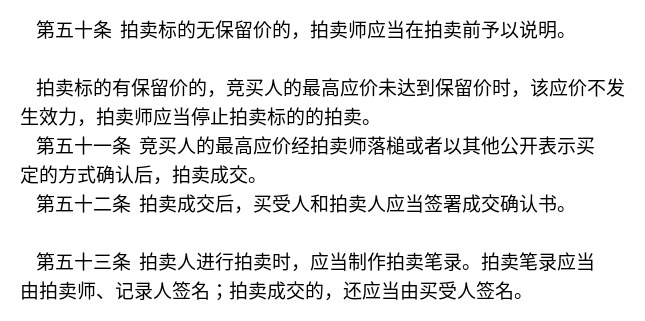 第五十条 拍卖标的无保留价的，拍卖师应当在拍卖前予以说明。
拍卖标的有保留价的，竞买人的最高应价未达到保留价时，该应价不发
生效力，拍卖师应当停止拍卖标的的拍卖。
第五十一条 竞买人的最高应价经拍卖师落槌或者以其他公开表示买
定的方式确认后，拍卖成交。
第五十二条 拍卖成交后，买受人和拍卖人应当签署成交确认书。
第五十三条 拍卖人进行拍卖时，应当制作拍卖笔录。拍卖笔录应当
由拍卖师、记录人签名；拍卖成交的，还应当由买受人签名。